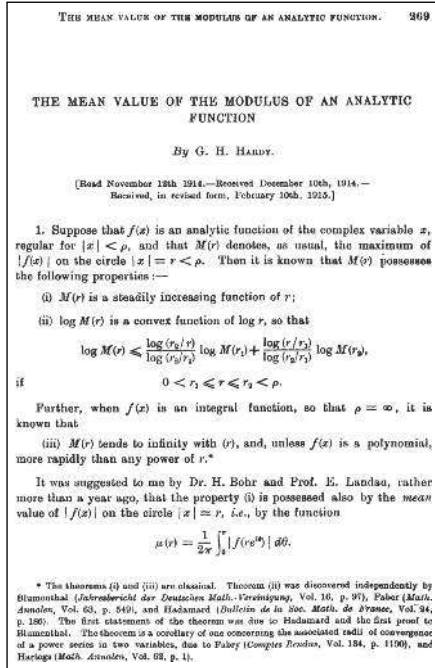 THE MEAN VALUE OF THE MODULUS OF AN ANALYTIC FUNCTION. 269
THE MEAN VALUE OF THE MODULUS OF AN ANALYTIC
FUNCTION
By G. H. HARDY.
[Read November 12th 1914.—Received December 10th, 1914.—
Received, in revised form, February 10th, 1915.]
1. Suppose that f(x) is an analytic function of the complex variable x,
regular for |x| < ρ, and that M(r) denotes, as usual, the maximum of
|f(x)| on the circle |x| = r < ρ. Then it is known that M(r) possesses
the following properties :—
(i) M(r) is a steadily increasing function of r;
(ii) log M(r) is a convex function of log r, so that
log M(r) ≤ log (r₂/r) / log (r₂/r₁) log M(r₁) + log (r/r₁) / log (r₂/r₁) log M(r₂),
if 0 < r₁ ≤ r ≤ r₂ < ρ.
Further, when f(x) is an integral function, so that ρ = ∞, it is
known that
(iii) M(r) tends to infinity with (r), and, unless f(x) is a polynomial,
more rapidly than any power of r.*
It was suggested to me by Dr. H. Bohr and Prof. E. Landau, rather
more than a year ago, that the property (i) is possessed also by the mean
value of |f(x)| on the circle |x| = r, i.e., by the function
μ(r) = 1/2π ∫ |f(re^{iθ})| dθ.
* The theorems (i) and (iii) are classical. Theorem (ii) was discovered independently by
Blumenthal (Jahresbericht der Deutschen Math.-Vereinigung, Vol. 16, p. 97), Faber (Math.
Annalen, Vol. 63, p. 549), and Hadamard (Bulletin de la Soc. Math. de France, Vol. 24,
p. 186). The first statement of the theorem was due to Hadamard and the first proof to
Blumenthal. The theorem is a corollary of one concerning the associated radii of convergence
of a power series in two variables, due to Fabry (Comptes Rendus, Vol. 134, p. 1190), and
Hartogs (Math. Annalen, Vol. 62, p. 1).